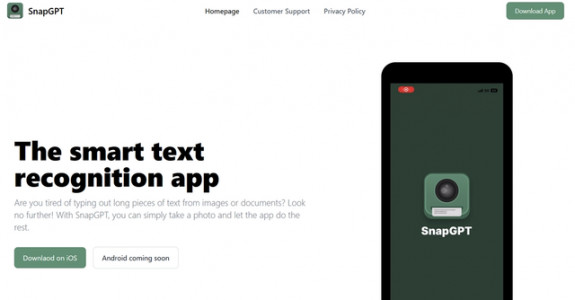 SnapGPT
Homepage
Customer Support
Privacy Policy
Download App
The smart text
recognition app
Are you tired of typing out long pieces of text from images or documents? Look
no further! With SnapGPT, you can simply take a photo and let the app do the
rest.
Downlaod on iOS
Android coming soon
SnapGPT